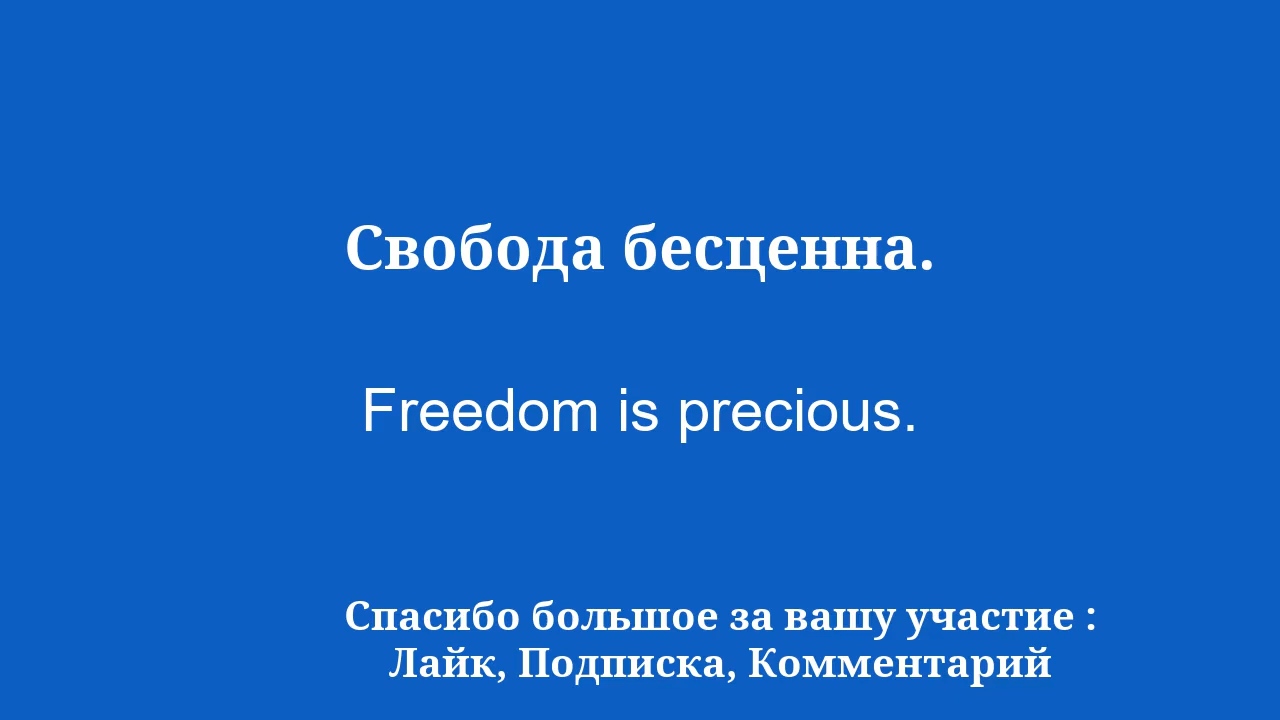 Свобода бесценна.
Freedom is precious.
Спасибо большое за вашу участие :
Лайк, Подписка, Комментарий